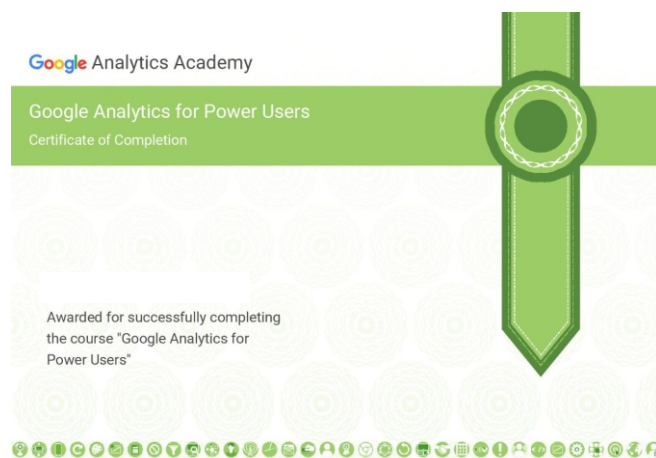 Google Analytics Academy
Google Analytics for Power Users
Certificate of Completion
Awarded for successfully completing
the course "Google Analytics for
Power Users"